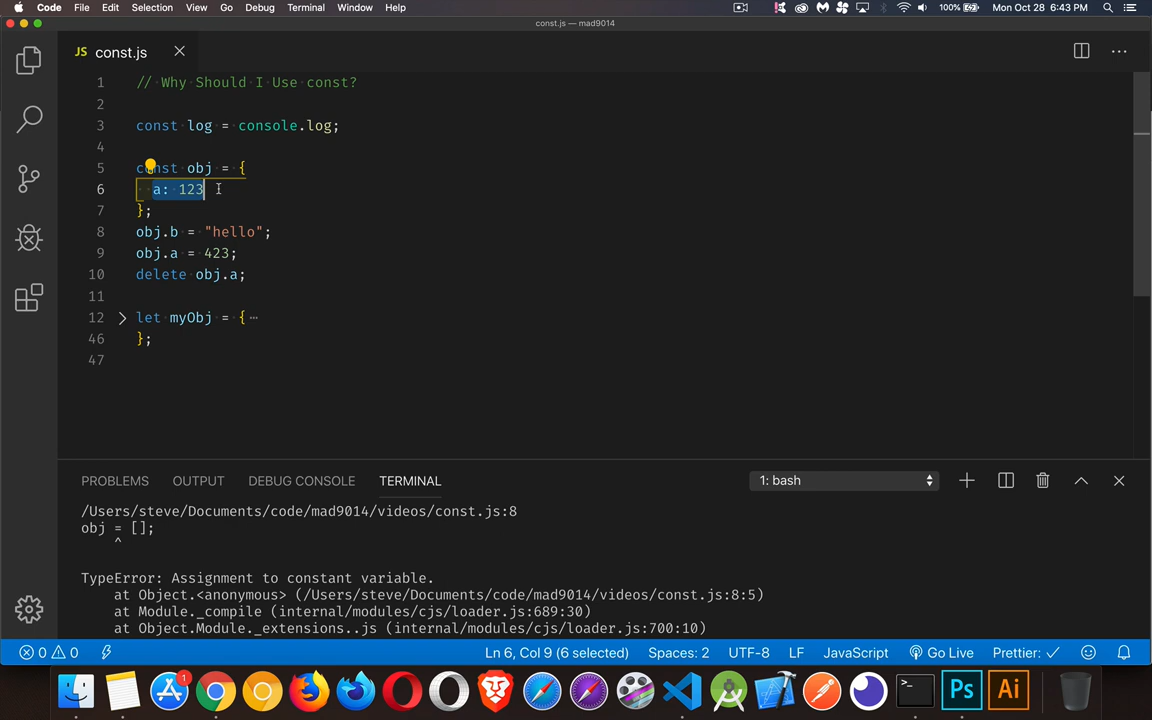 Code File Edit Selection View Go Debug Terminal Window Help 100% Mon Oct 28 6:43 PM
const.js — mad9014
JS const.js
1 // Why Should I Use const?
2
3 const log = console.log;
4
5 const obj = {
6 a: 123
7 };
8 obj.b = "hello";
9 obj.a = 423;
10 delete obj.a;
11
12 let myObj = { ⋯
46 };
47
PROBLEMS OUTPUT DEBUG CONSOLE TERMINAL 1: bash
/Users/steve/Documents/code/mad9014/videos/const.js:8
obj = [];
^
TypeError: Assignment to constant variable.
at Object.<anonymous> (/Users/steve/Documents/code/mad9014/videos/const.js:8:5)
at Module._compile (internal/modules/cjs/loader.js:689:30)
at Object.Module._extensions..js (internal/modules/cjs/loader.js:700:10)
0 0 Ln 6, Col 9 (6 selected) Spaces: 2 UTF-8 LF JavaScript Go Live Prettier: ✓
1 >_ Ps Ai